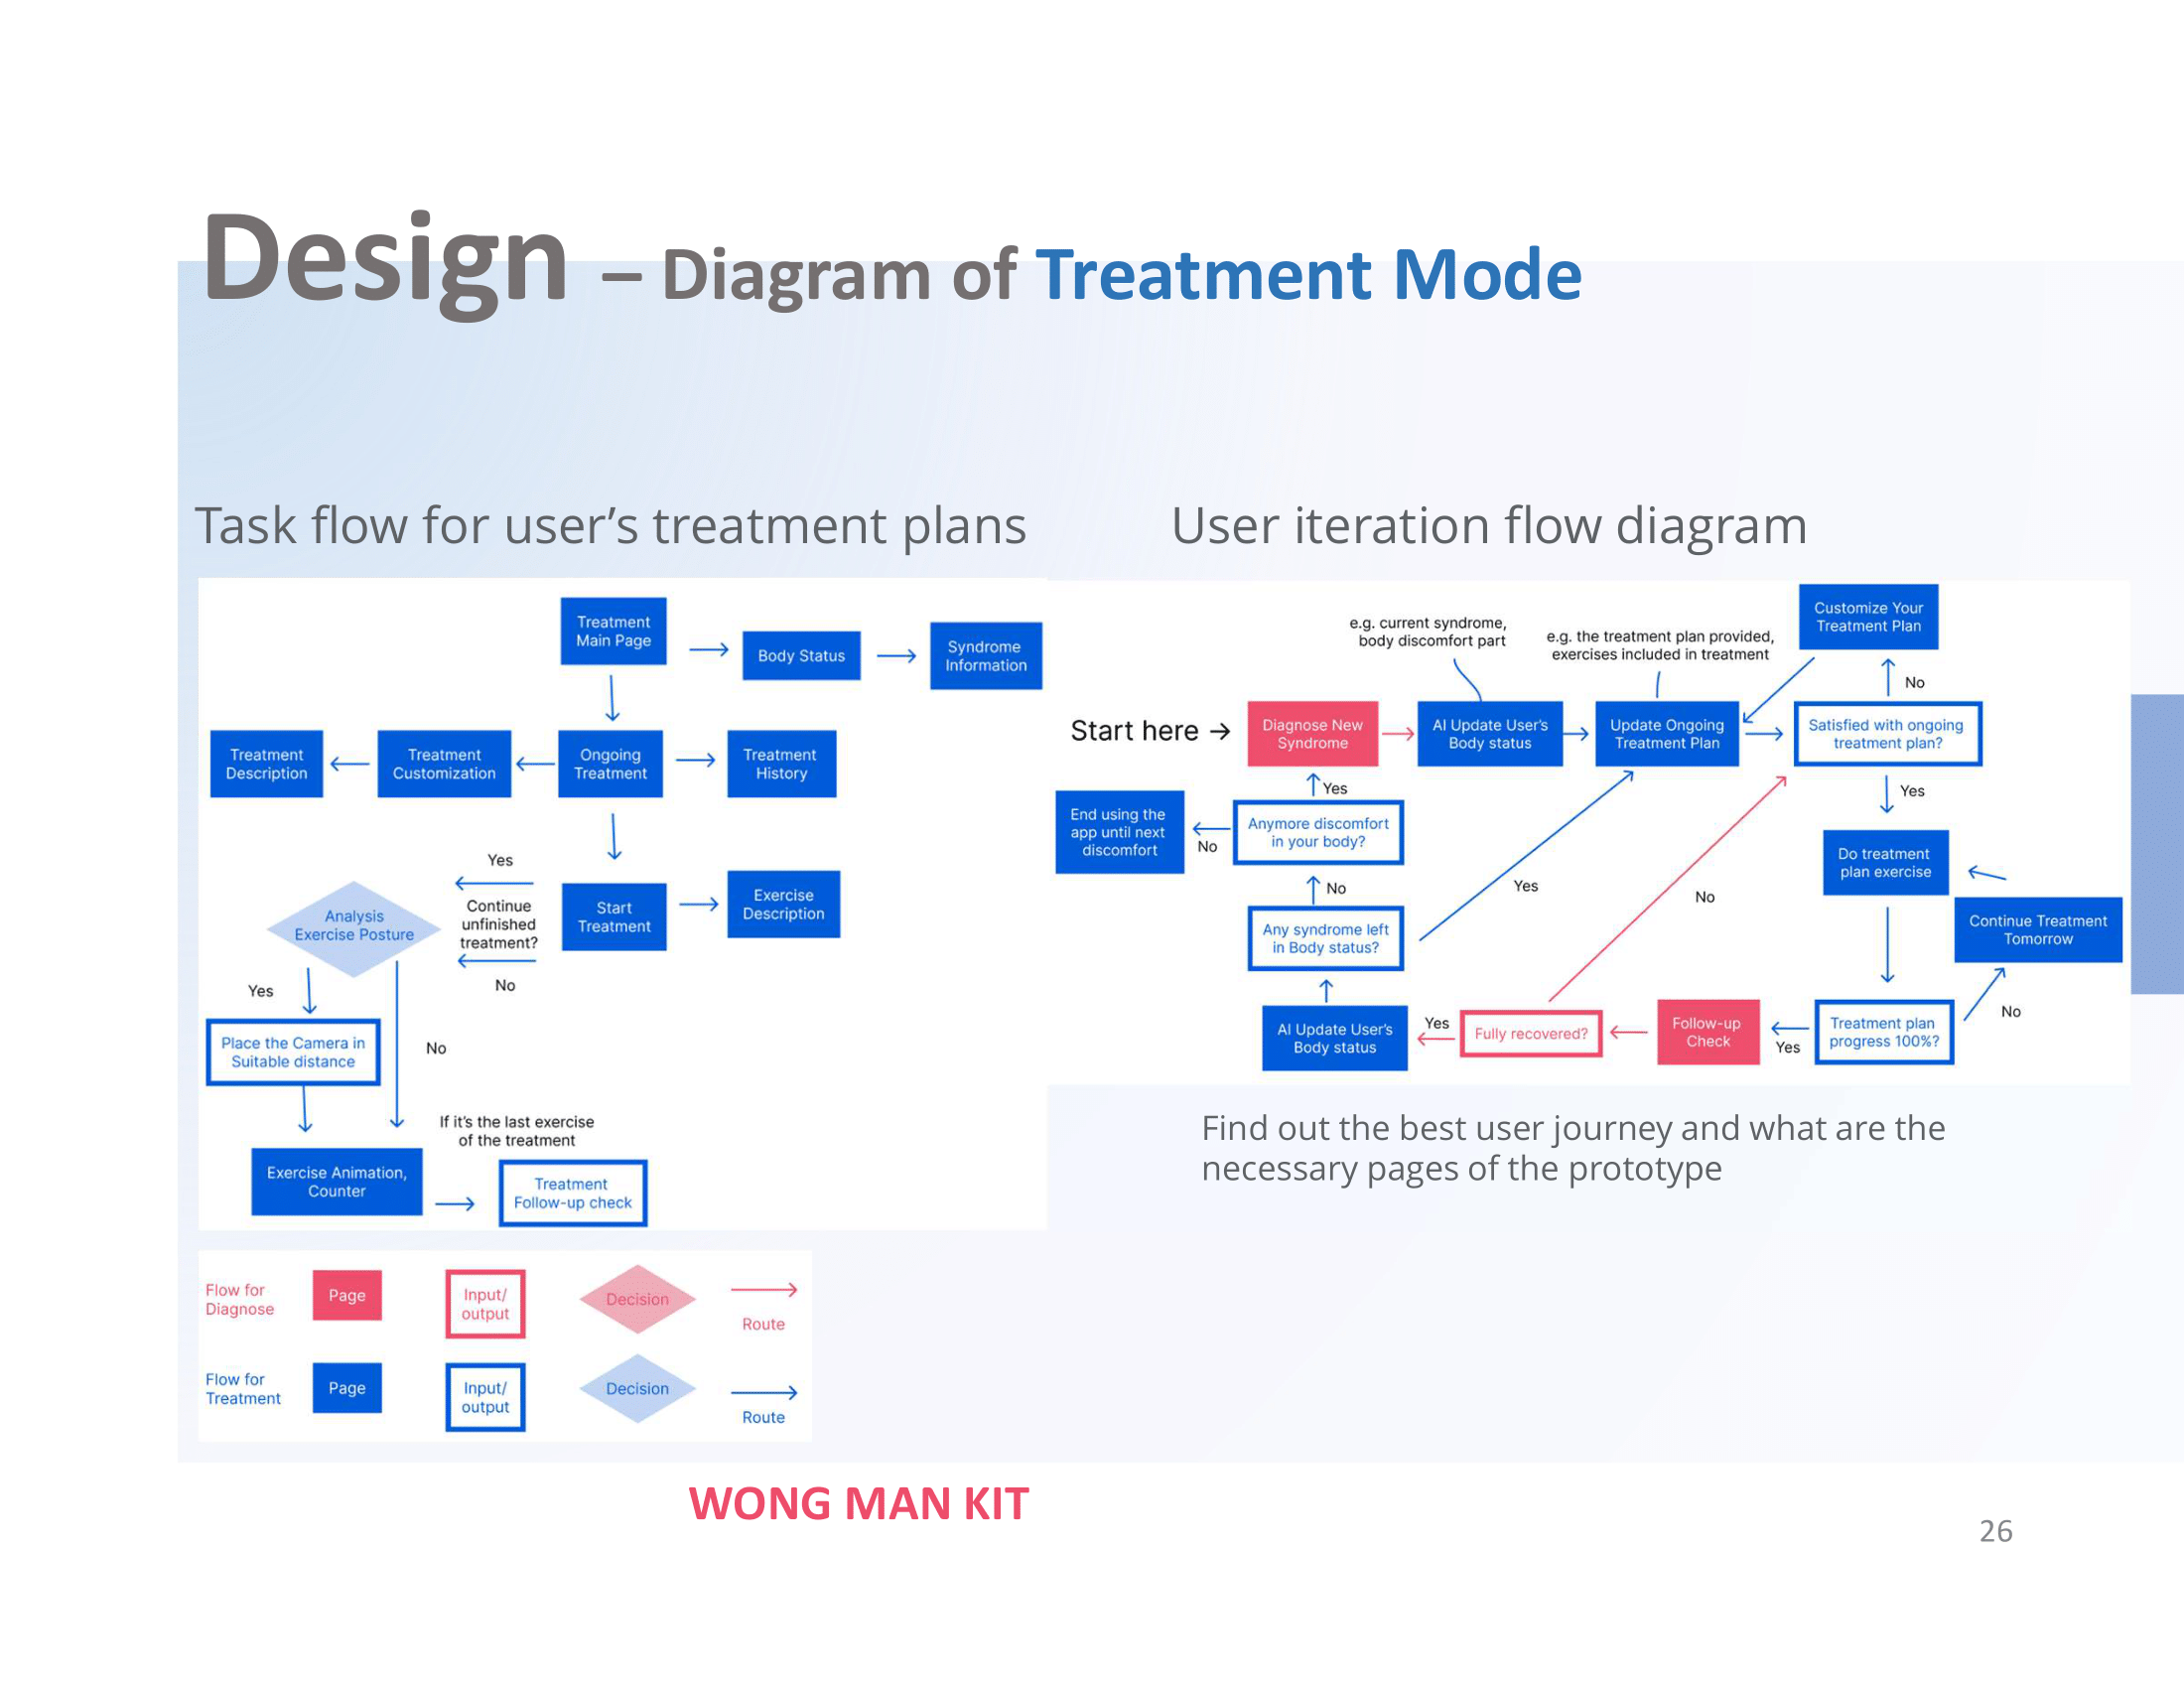 Design – Diagram of Treatment Mode
Task flow for user’s treatment plans
Treatment
Main Page
Body Status
Syndrome
Information
Treatment
Description
Treatment
Customization
Ongoing
Treatment
Treatment
History
Yes
Continue
unfinished
treatment?
No
Start
Treatment
Exercise
Description
Analysis
Exercise Posture
Yes
Place the Camera in
Suitable distance
No
If it’s the last exercise
of the treatment
Exercise Animation,
Counter
Treatment
Follow-up check
Flow for
Diagnose
Page
Input/
output
Decision
Route
Flow for
Treatment
Page
Input/
output
Decision
Route
User iteration flow diagram
e.g. current syndrome,
body discomfort part
e.g. the treatment plan provided,
exercises included in treatment
Customize Your
Treatment Plan
No
Start here →
Diagnose New
Syndrome
AI Update User’s
Body status
Update Ongoing
Treatment Plan
Satisfied with ongoing
treatment plan?
Yes
Yes
End using the
app until next
discomfort
No
Anymore discomfort
in your body?
Do treatment
plan exercise
No
Yes
No
Any syndrome left
in Body status?
Continue Treatment
Tomorrow
AI Update User’s
Body status
Yes
Fully recovered?
Follow-up
Check
Yes
Treatment plan
progress 100%?
No
Find out the best user journey and what are the
necessary pages of the prototype
WONG MAN KIT
26